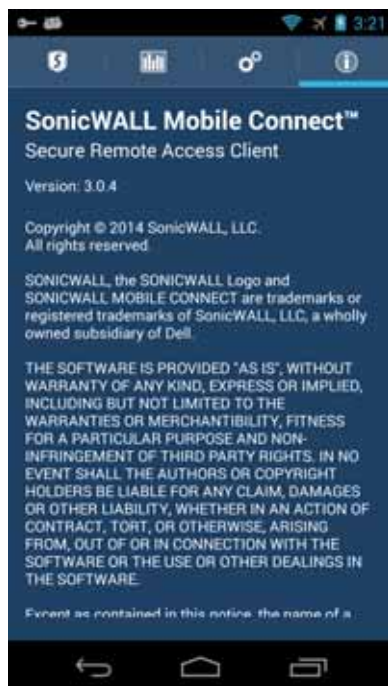 3:21
SonicWALL Mobile Connect™
Secure Remote Access Client
Version: 3.0.4
Copyright © 2014 SonicWALL, LLC.
All rights reserved.
SONICWALL, the SONICWALL Logo and
SONICWALL MOBILE CONNECT are trademarks or
registered trademarks of SonicWALL, LLC, a wholly
owned subsidiary of Dell.
THE SOFTWARE IS PROVIDED "AS IS", WITHOUT
WARRANTY OF ANY KIND, EXPRESS OR IMPLIED,
INCLUDING BUT NOT LIMITED TO THE
WARRANTIES OR MERCHANTIBILITY, FITNESS
FOR A PARTICULAR PURPOSE AND NON-
INFRINGEMENT OF THIRD PARTY RIGHTS. IN NO
EVENT SHALL THE AUTHORS OR COPYRIGHT
HOLDERS BE LIABLE FOR ANY CLAIM, DAMAGES
OR OTHER LIABILITY, WHETHER IN AN ACTION OF
CONTRACT, TORT, OR OTHERWISE, ARISING
FROM, OUT OF OR IN CONNECTION WITH THE
SOFTWARE OR THE USE OR OTHER DEALINGS IN
THE SOFTWARE.
Except as contained in this notice, the name of a